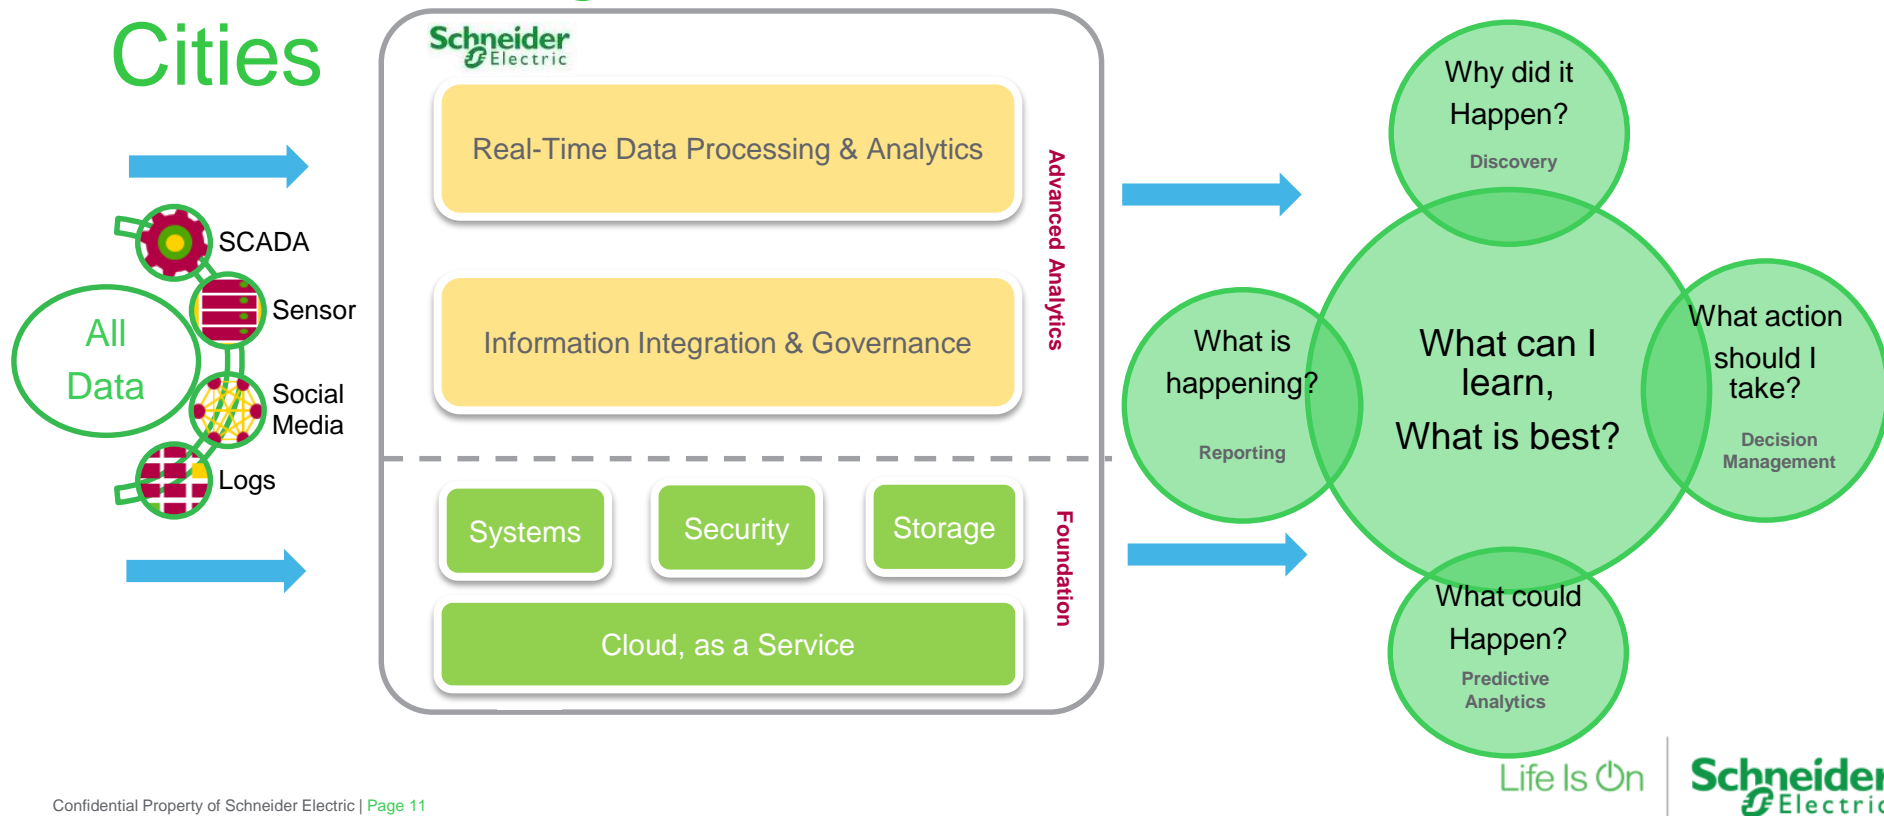 Cities
Schneider
Electric
Real-Time Data Processing & Analytics
Information Integration & Governance
Advanced Analytics
Systems
Security
Storage
Cloud, as a Service
Foundation
All
Data
SCADA
Sensor
Social
Media
Logs
Why did it
Happen?
Discovery
What is
happening?
Reporting
What can I
learn,
What is best?
What action
should I
take?
Decision
Management
What could
Happen?
Predictive
Analytics
Life Is On
Schneider
Electric
Confidential Property of Schneider Electric | Page 11